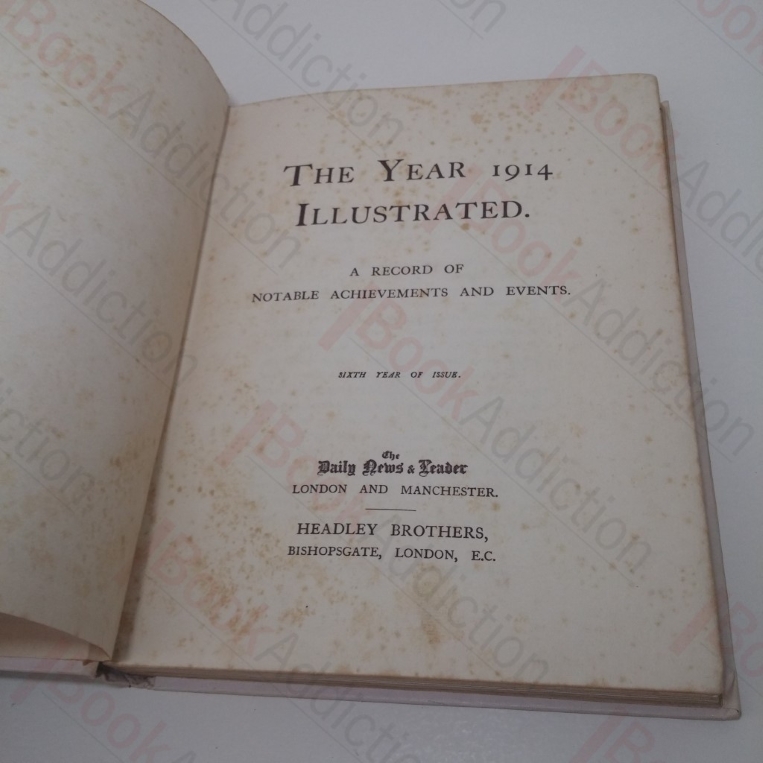 THE YEAR 1914
ILLUSTRATED.
A RECORD OF
NOTABLE ACHIEVEMENTS AND EVENTS.
SIXTH YEAR OF ISSUE.
The
Daily News & Leader
LONDON AND MANCHESTER.
HEADLEY BROTHERS,
BISHOPSGATE, LONDON, E.C.
BookAddiction